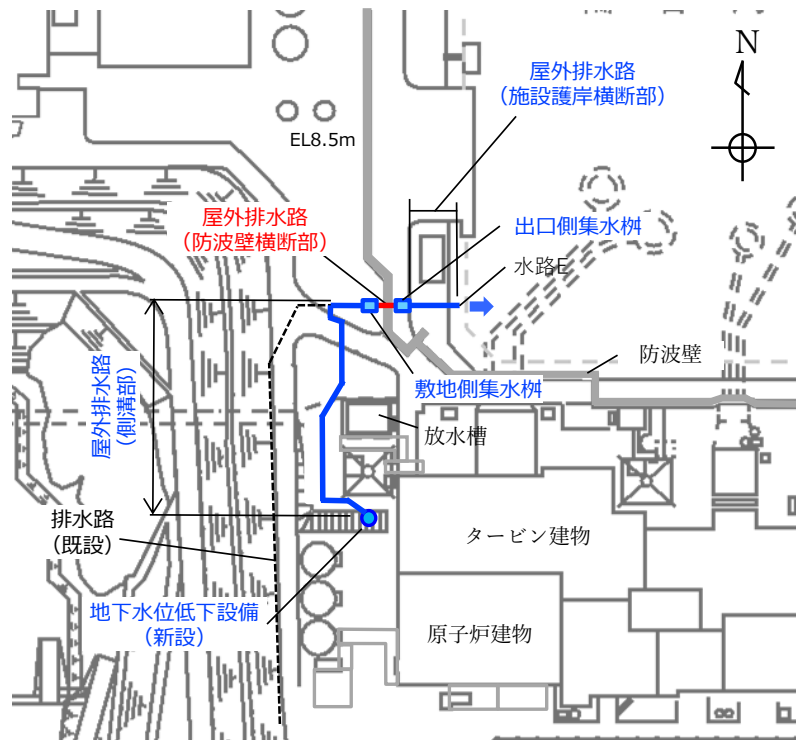 屋外排水路
（施設護岸横断部）
N
EL8.5m
屋外排水路
（防波壁横断部）
出口側集水桝
水路E
防波壁
敷地側集水桝
屋外排水路
（側溝部）
放水槽
排水路
（既設）
タービン建物
地下水位低下設備
（新設）
原子炉建物